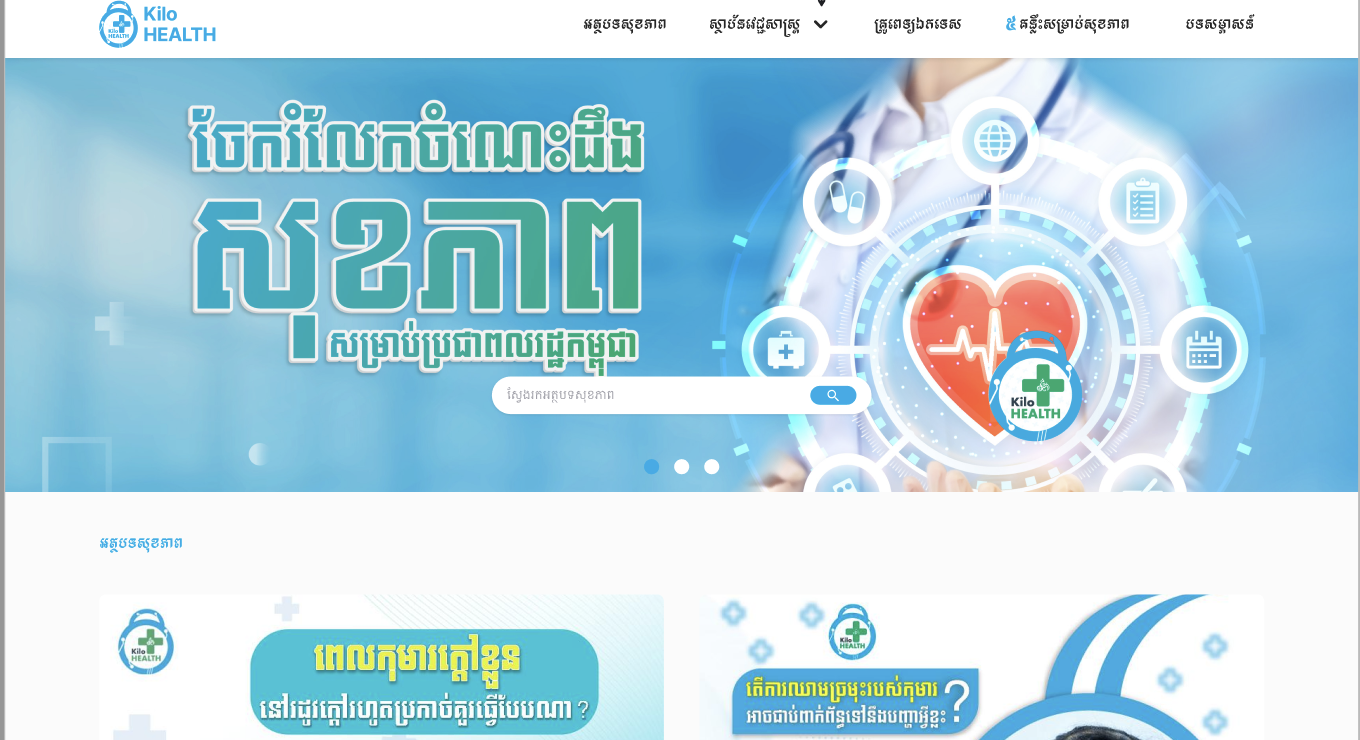 Kilo
HEALTH
អត្ថបទសុខភាព
ស្ថាប័នវេជ្ជសាស្ត្រ
គ្រូពេទ្យឯកទេស
៥ គន្លឹះសម្រាប់សុខភាព
បទសម្ភាសន៍
ចែករំលែកចំណេះដឹង
សុខភាព
សម្រាប់ប្រជាពលរដ្ឋកម្ពុជា
ស្វែងរកអត្ថបទសុខភាព
Kilo
HEALTH
អត្ថបទសុខភាព
Kilo
HEALTH
ពេលកុមារក្តៅខ្លួន
នៅរដូវក្តៅហួតប្រកាច់គួរធ្វើបែបណា ?
Kilo
HEALTH
តើការឈាមច្រមុះរបស់កុមារ
អាចជាប់ពាក់ព័ន្ធទៅនឹងបញ្ហាអ្វីខ្លះ ?